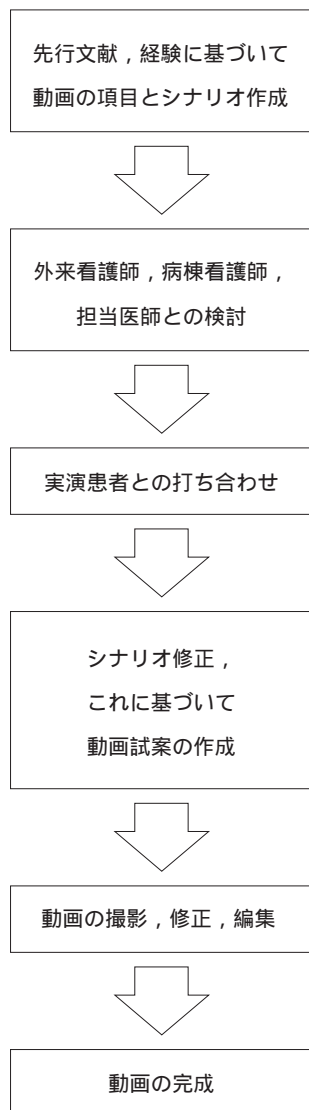 先行文献，経験に基づいて
動画の項目とシナリオ作成
外来看護師，病棟看護師，
担当医師との検討
実演患者との打ち合わせ
シナリオ修正，
これに基づいて
動画試案の作成
動画の撮影，修正，編集
動画の完成